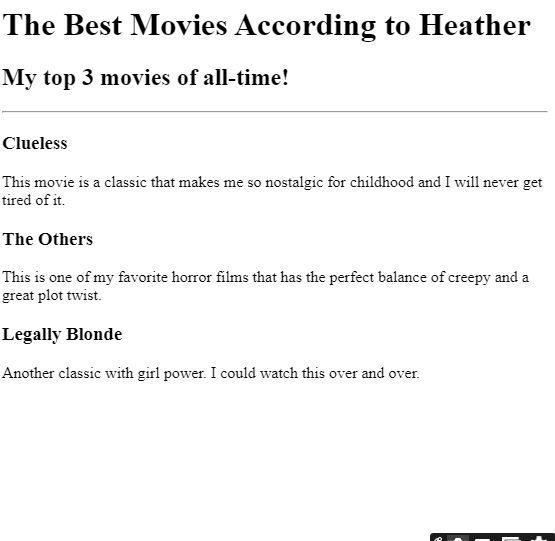 The Best Movies According to Heather
My top 3 movies of all-time!
Clueless
This movie is a classic that makes me so nostalgic for childhood and I will never get
tired of it.
The Others
This is one of my favorite horror films that has the perfect balance of creepy and a
great plot twist.
Legally Blonde
Another classic with girl power. I could watch this over and over.